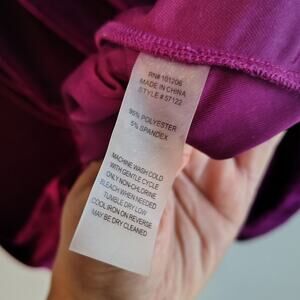 RN# 161206
MADE IN CHINA
STYLE # 57122
95% POLYESTER
5% SPANDEX
MACHINE WASH COLD
WITH GENTLE CYCLE
ONLY NON-CHLORINE
BLEACH WHEN NEEDED
TUMBLE DRY LOW
COOL IRON ON REVERSE
MAY BE DRY CLEANED